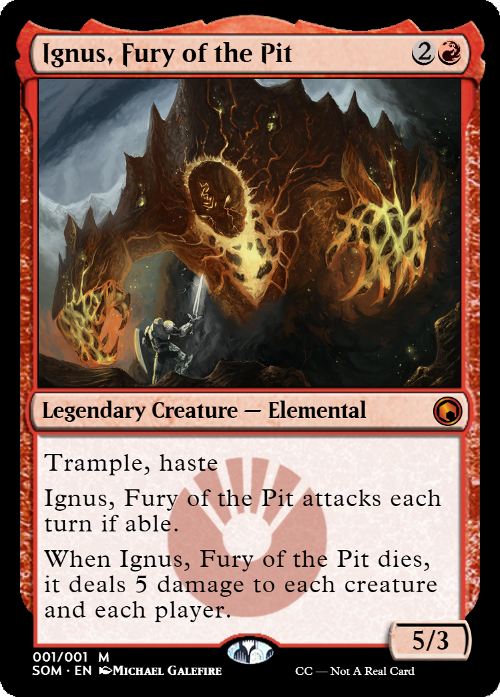 Ignus, Fury of the Pit 2
Legendary Creature — Elemental
Trample, haste
Ignus, Fury of the Pit attacks each
turn if able.
When Ignus, Fury of the Pit dies,
it deals 5 damage to each creature
and each player.
5/3
001/001 M
SOM · EN Michael Galefire
CC — Not A Real Card